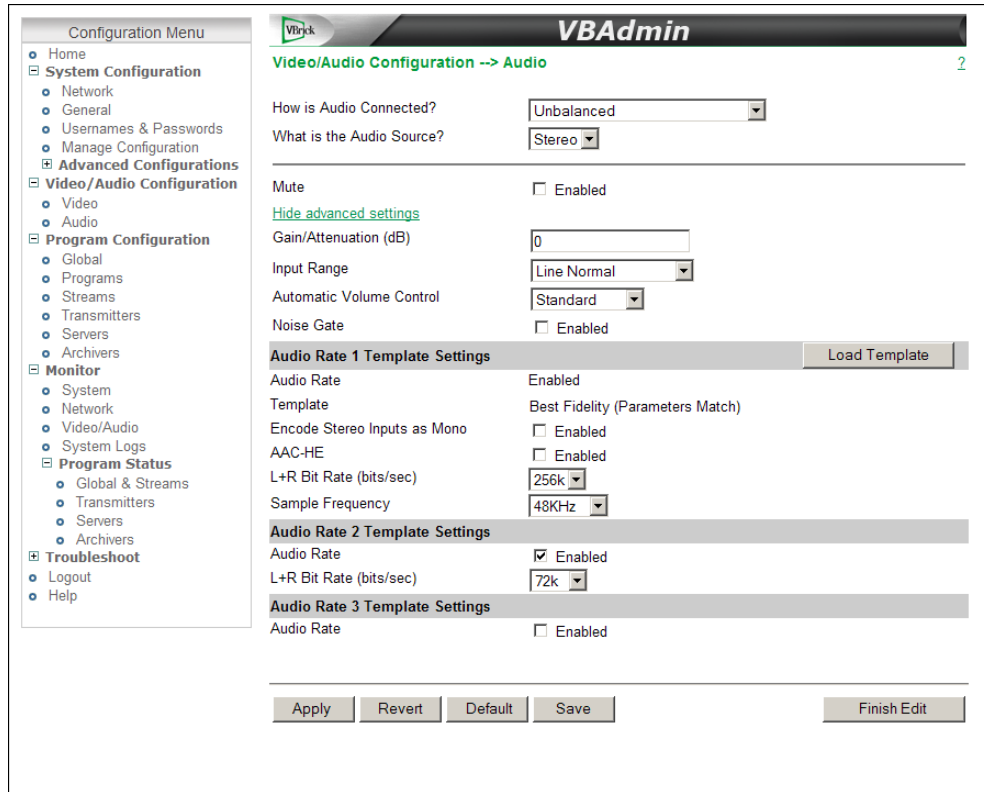 Configuration Menu
Home
System Configuration
Network
General
Usernames & Passwords
Manage Configuration
Advanced Configurations
Video/Audio Configuration
Video
Audio
Program Configuration
Global
Programs
Streams
Transmitters
Servers
Archivers
Monitor
System
Network
Video/Audio
System Logs
Program Status
Global & Streams
Transmitters
Servers
Archivers
Troubleshoot
Logout
Help
VBrick
VBAdmin
Video/Audio Configuration --> Audio ?
How is Audio Connected? Unbalanced
What is the Audio Source? Stereo
Mute Enabled
Hide advanced settings
Gain/Attenuation (dB) 0
Input Range Line Normal
Automatic Volume Control Standard
Noise Gate Enabled
Audio Rate 1 Template Settings Load Template
Audio Rate Enabled
Template Best Fidelity (Parameters Match)
Encode Stereo Inputs as Mono Enabled
AAC-HE Enabled
L+R Bit Rate (bits/sec) 256k
Sample Frequency 48KHz
Audio Rate 2 Template Settings
Audio Rate Enabled
L+R Bit Rate (bits/sec) 72k
Audio Rate 3 Template Settings
Audio Rate Enabled
Apply Revert Default Save Finish Edit